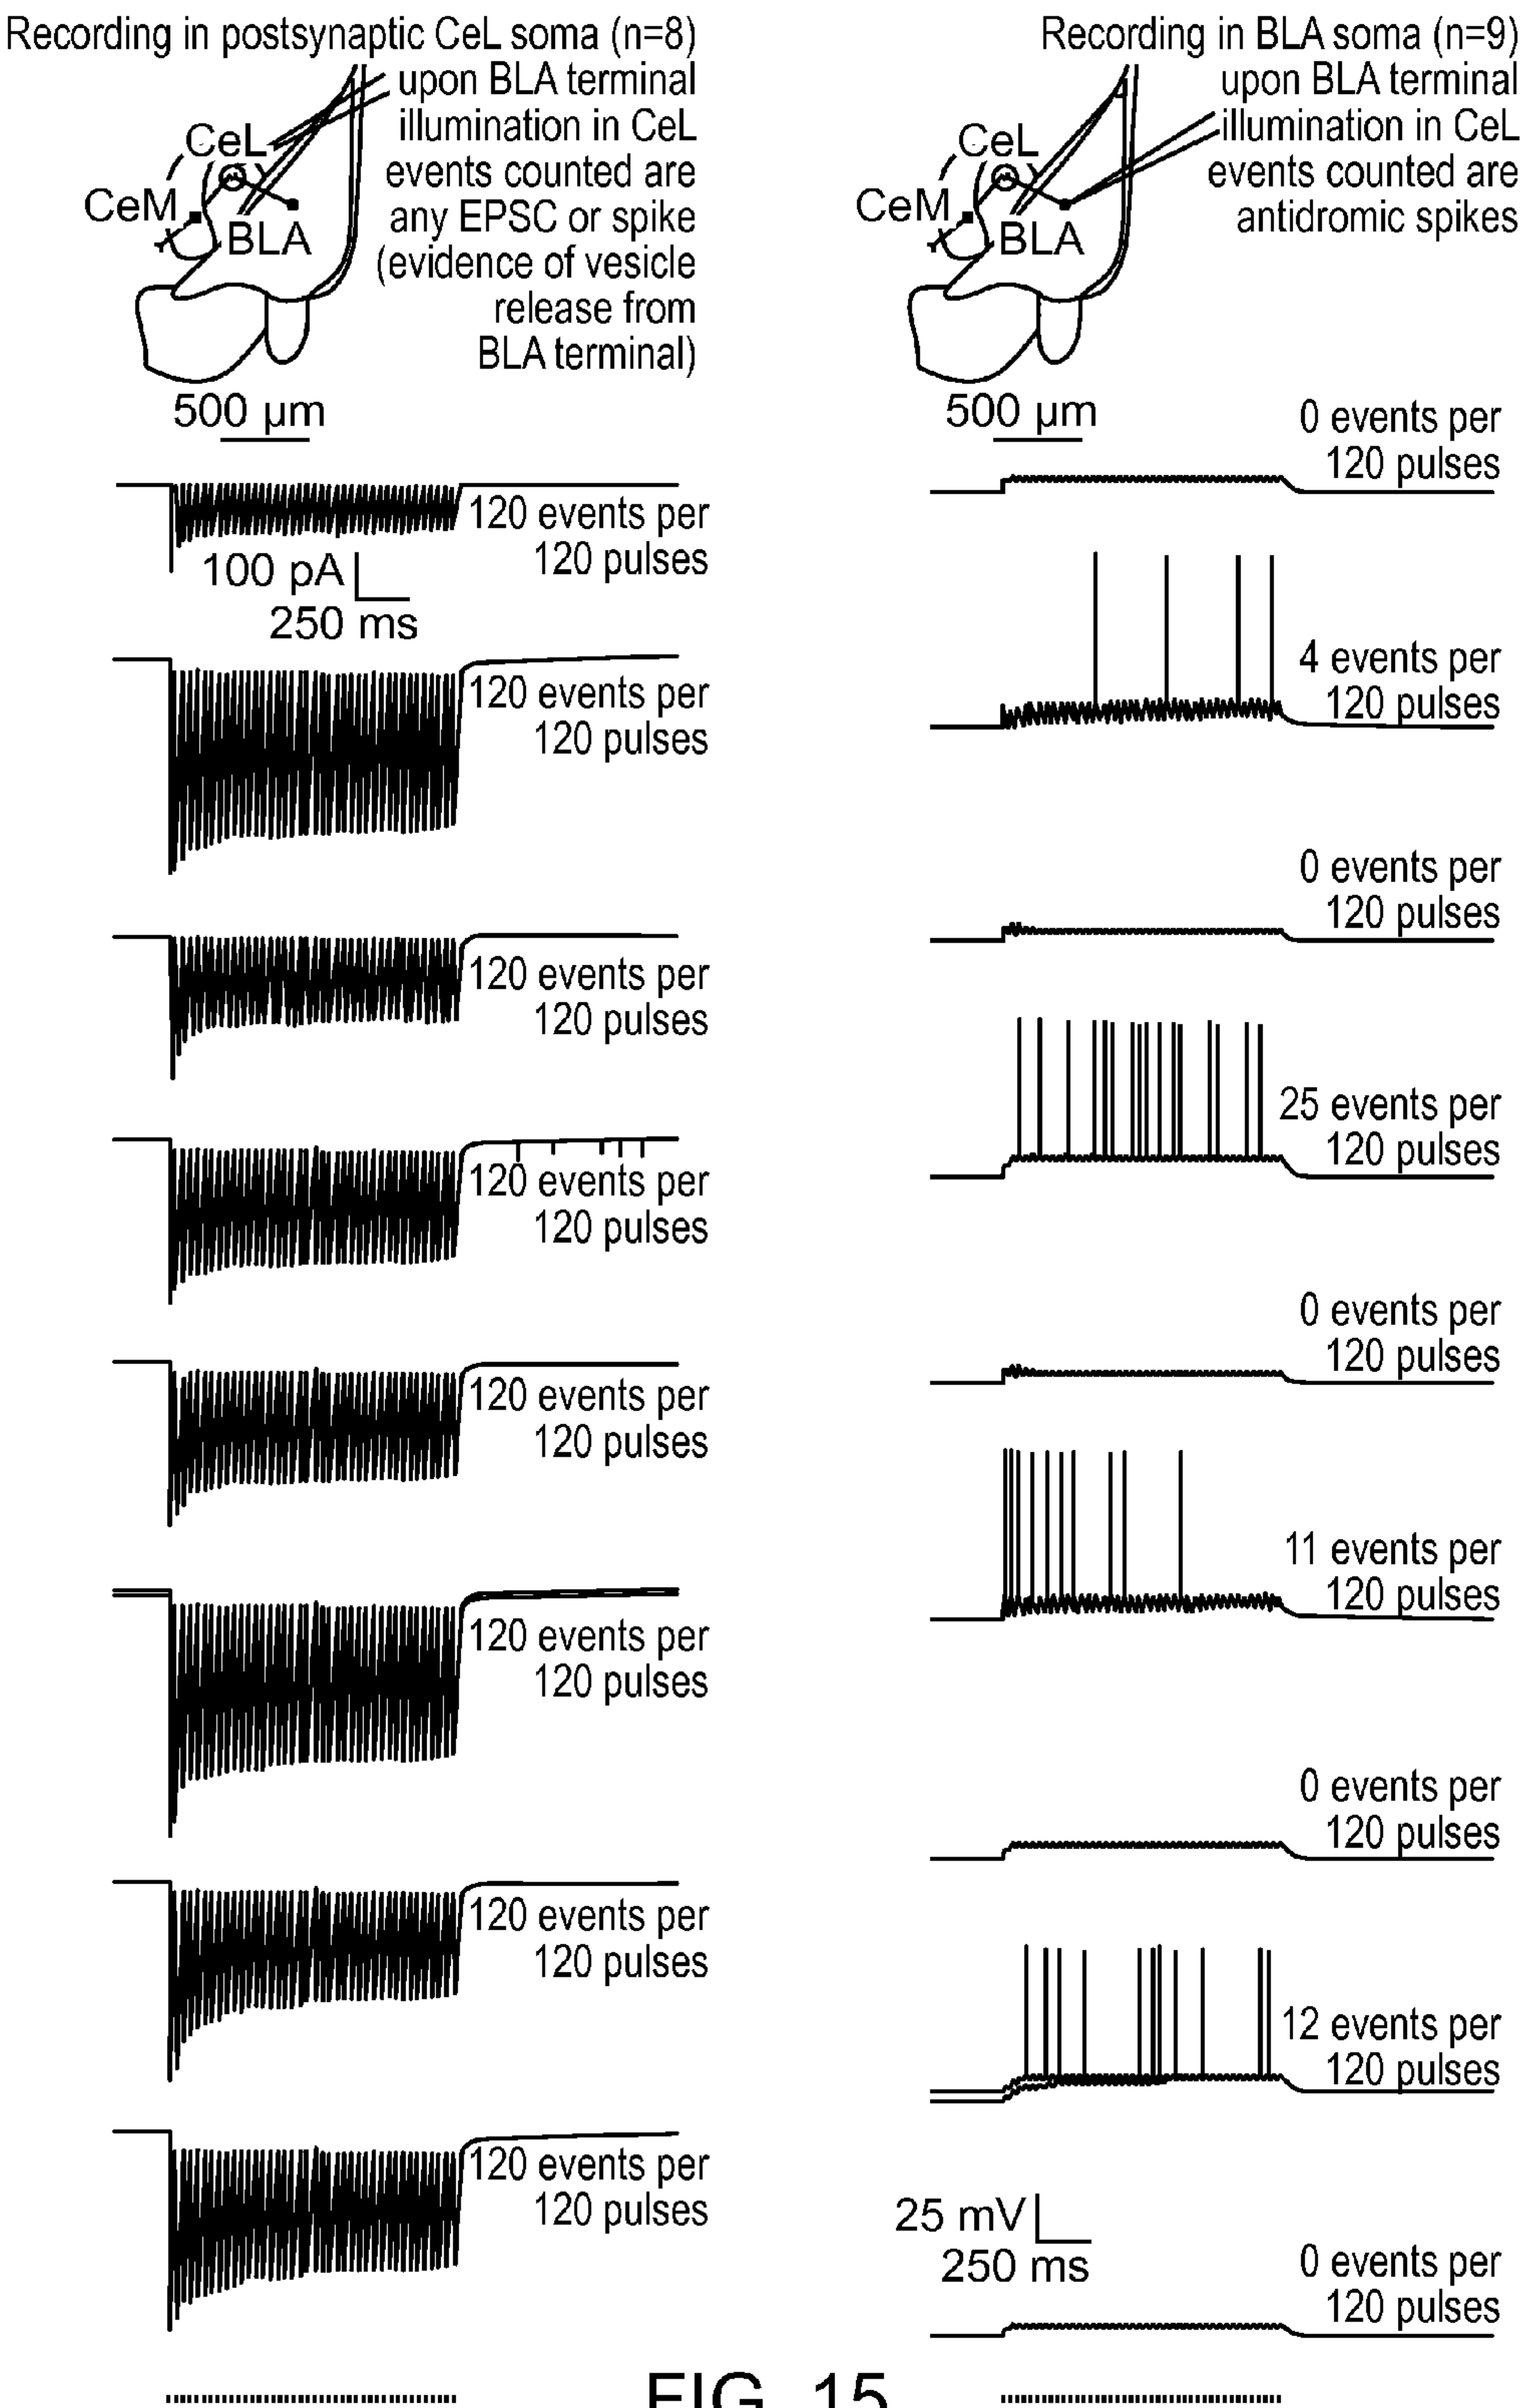 Recording in postsynaptic CeL soma (n=8)
upon BLA terminal
illumination in CeL
events counted are
any EPSC or spike
(evidence of vesicle
release from
BLA terminal)
CeL
CeM
BLA
500 µm
120 events per
120 pulses
100 pA
250 ms
120 events per
120 pulses
120 events per
120 pulses
120 events per
120 pulses
120 events per
120 pulses
120 events per
120 pulses
120 events per
120 pulses
120 events per
120 pulses
Recording in BLA soma (n=9)
upon BLA terminal
illumination in CeL
events counted are
antidromic spikes
CeL
CeM
BLA
500 µm
0 events per
120 pulses
4 events per
120 pulses
0 events per
120 pulses
25 events per
120 pulses
0 events per
120 pulses
11 events per
120 pulses
0 events per
120 pulses
12 events per
120 pulses
25 mV
250 ms
0 events per
120 pulses
FIG. 15